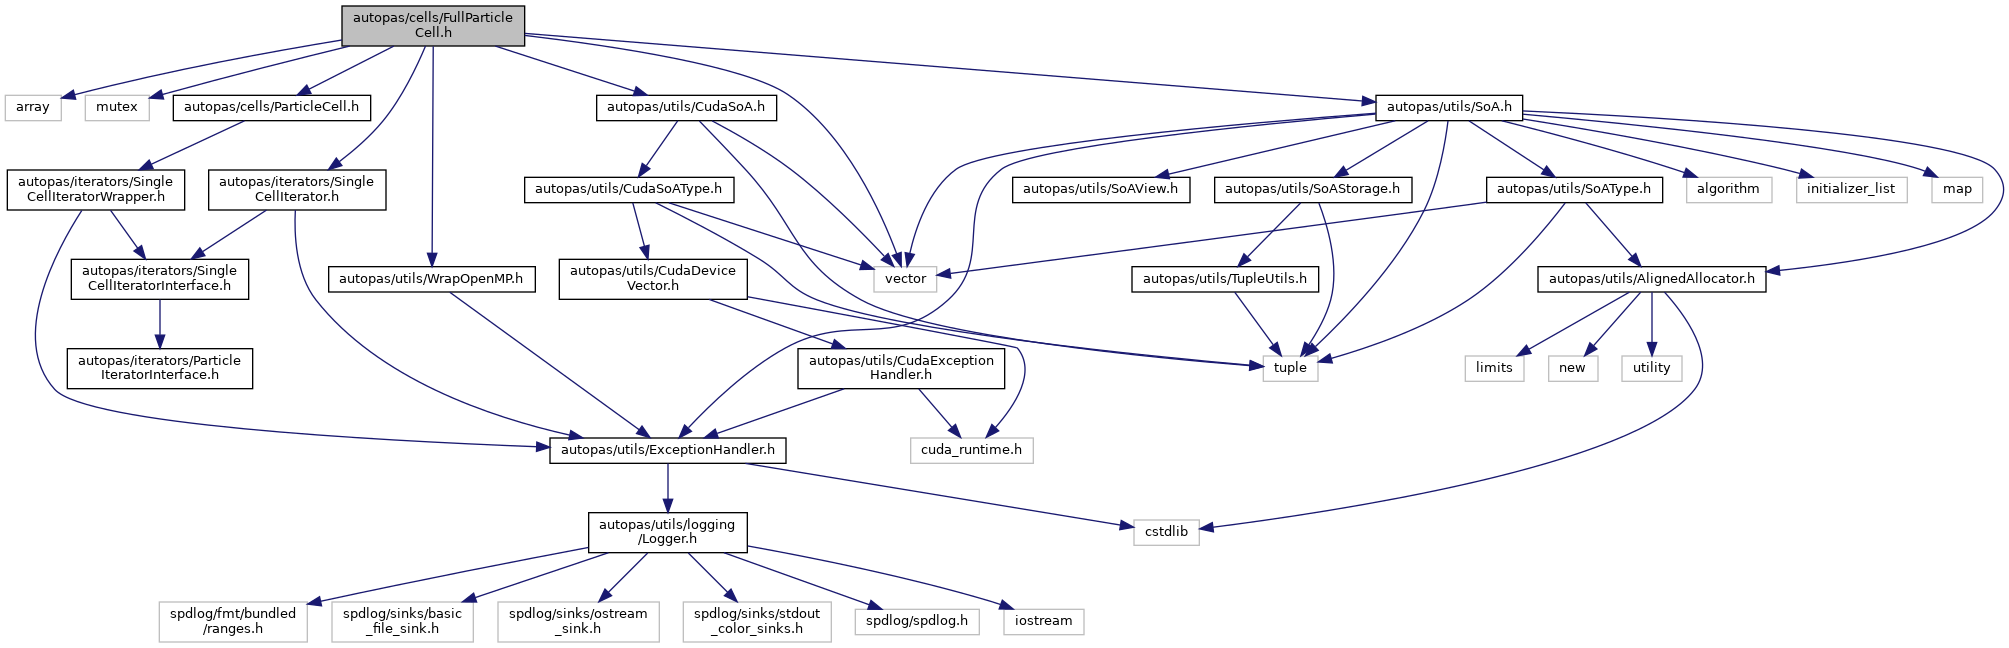 autopas/cells/FullParticle
Cell.h
array
mutex
autopas/cells/ParticleCell.h
autopas/utils/CudaSoA.h
autopas/utils/SoA.h
autopas/iterators/Single
CellIteratorWrapper.h
autopas/iterators/Single
CellIterator.h
autopas/utils/CudaSoAType.h
autopas/utils/SoAView.h
autopas/utils/SoAStorage.h
autopas/utils/SoAType.h
algorithm
initializer_list
map
autopas/iterators/Single
CellIteratorInterface.h
autopas/utils/WrapOpenMP.h
autopas/utils/CudaDevice
Vector.h
vector
autopas/utils/TupleUtils.h
autopas/utils/AlignedAllocator.h
autopas/iterators/Particle
IteratorInterface.h
autopas/utils/CudaException
Handler.h
tuple
limits
new
utility
autopas/utils/ExceptionHandler.h
cuda_runtime.h
autopas/utils/logging
/Logger.h
cstdlib
spdlog/fmt/bundled
/ranges.h
spdlog/sinks/basic
_file_sink.h
spdlog/sinks/ostream
_sink.h
spdlog/sinks/stdout
_color_sinks.h
spdlog/spdlog.h
iostream